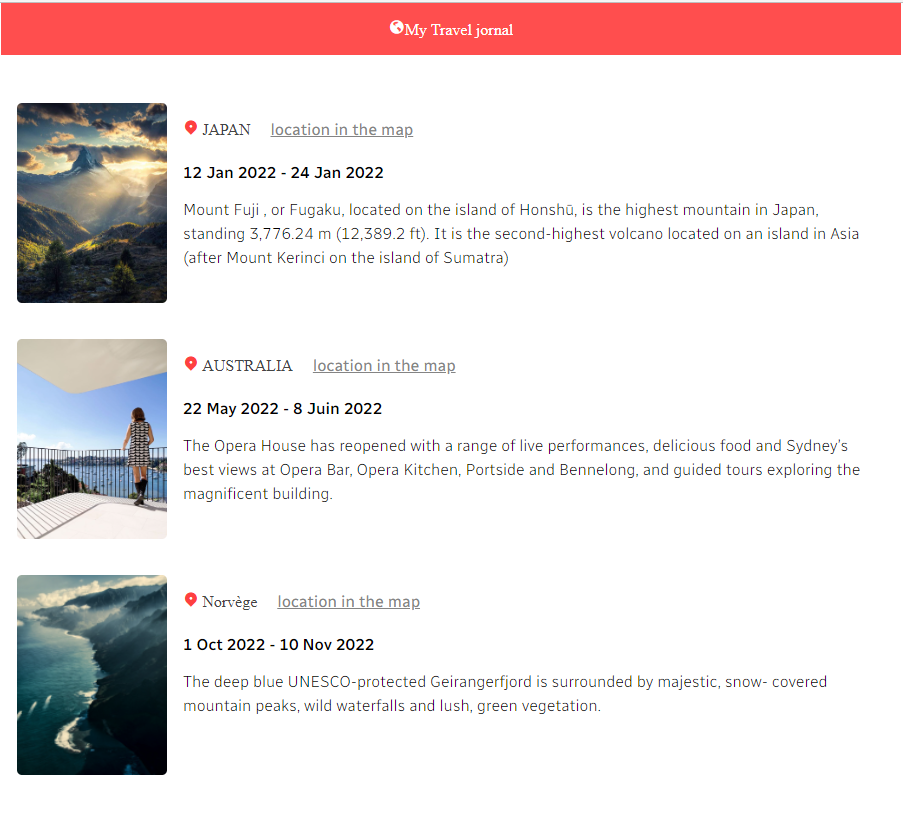 My Travel jornal
JAPAN location in the map
12 Jan 2022 - 24 Jan 2022
Mount Fuji , or Fugaku, located on the island of Honshū, is the highest mountain in Japan,
standing 3,776.24 m (12,389.2 ft). It is the second-highest volcano located on an island in Asia
(after Mount Kerinci on the island of Sumatra)
AUSTRALIA location in the map
22 May 2022 - 8 Juin 2022
The Opera House has reopened with a range of live performances, delicious food and Sydney's
best views at Opera Bar, Opera Kitchen, Portside and Bennelong, and guided tours exploring the
magnificent building.
Norvège location in the map
1 Oct 2022 - 10 Nov 2022
The deep blue UNESCO-protected Geirangerfjord is surrounded by majestic, snow- covered
mountain peaks, wild waterfalls and lush, green vegetation.